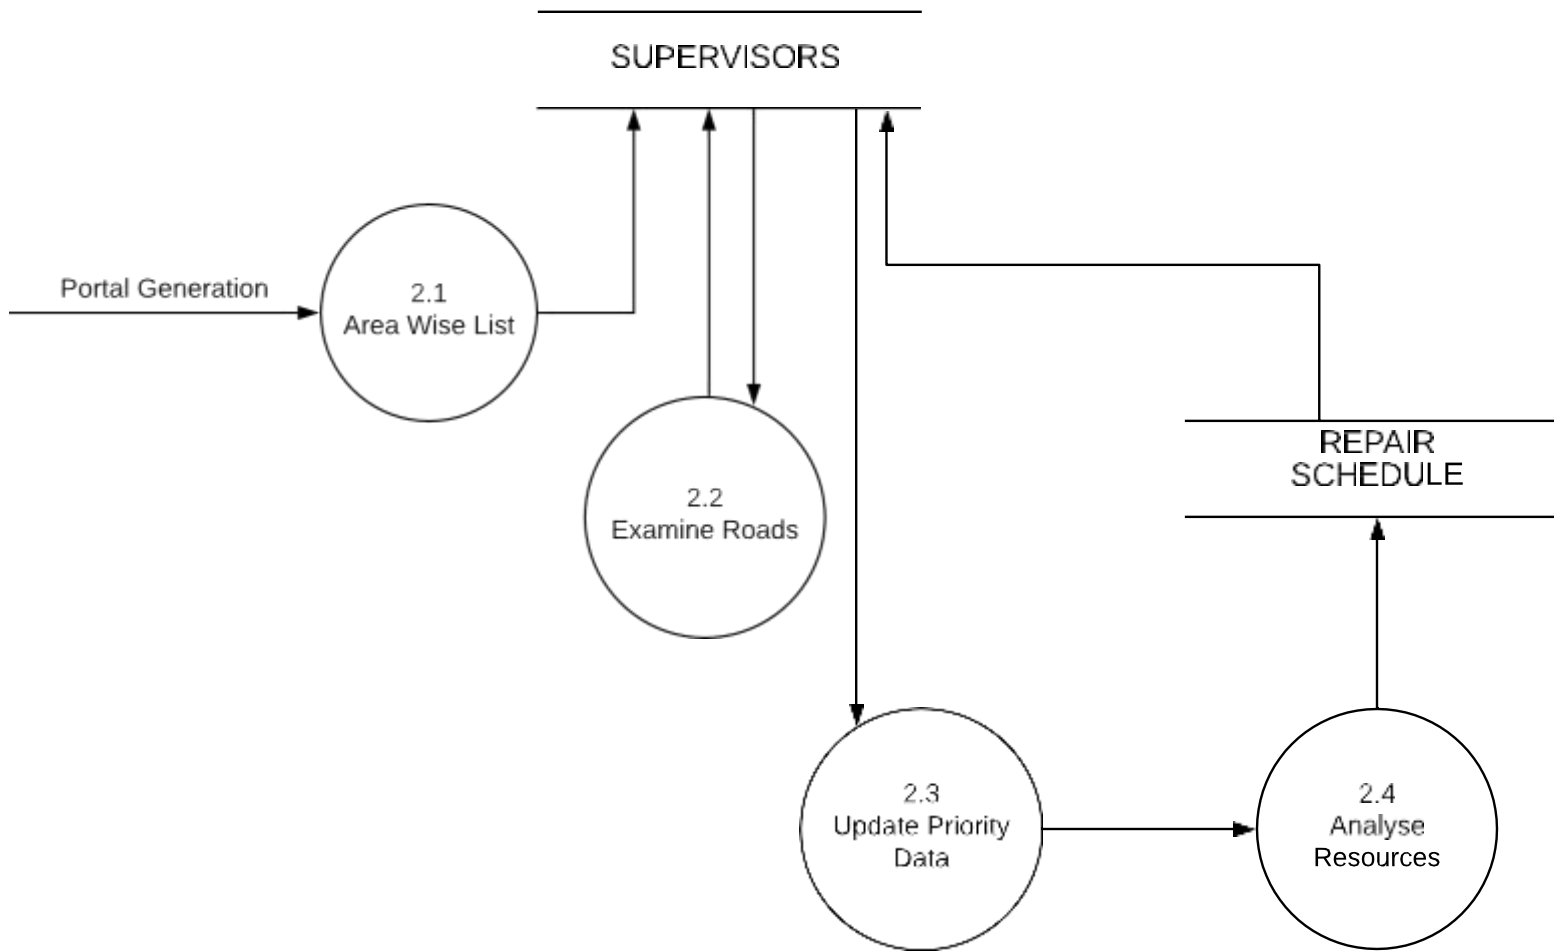 SUPERVISORS
Portal Generation
2.1
Area Wise List
2.2
Examine Roads
REPAIR
SCHEDULE
2.3
Update Priority
Data
2.4
Analyse
Resources